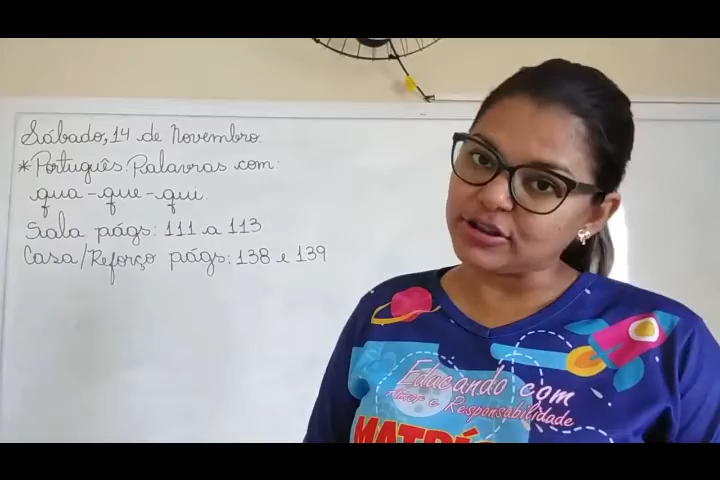 Sábado, 14 de Novembro.
* Português: Palavras com:
qua - que - qui.
Sala págs: 111 a 113
Casa/Reforço págs: 138 e 139
Educando com
Amor e Responsabilidade